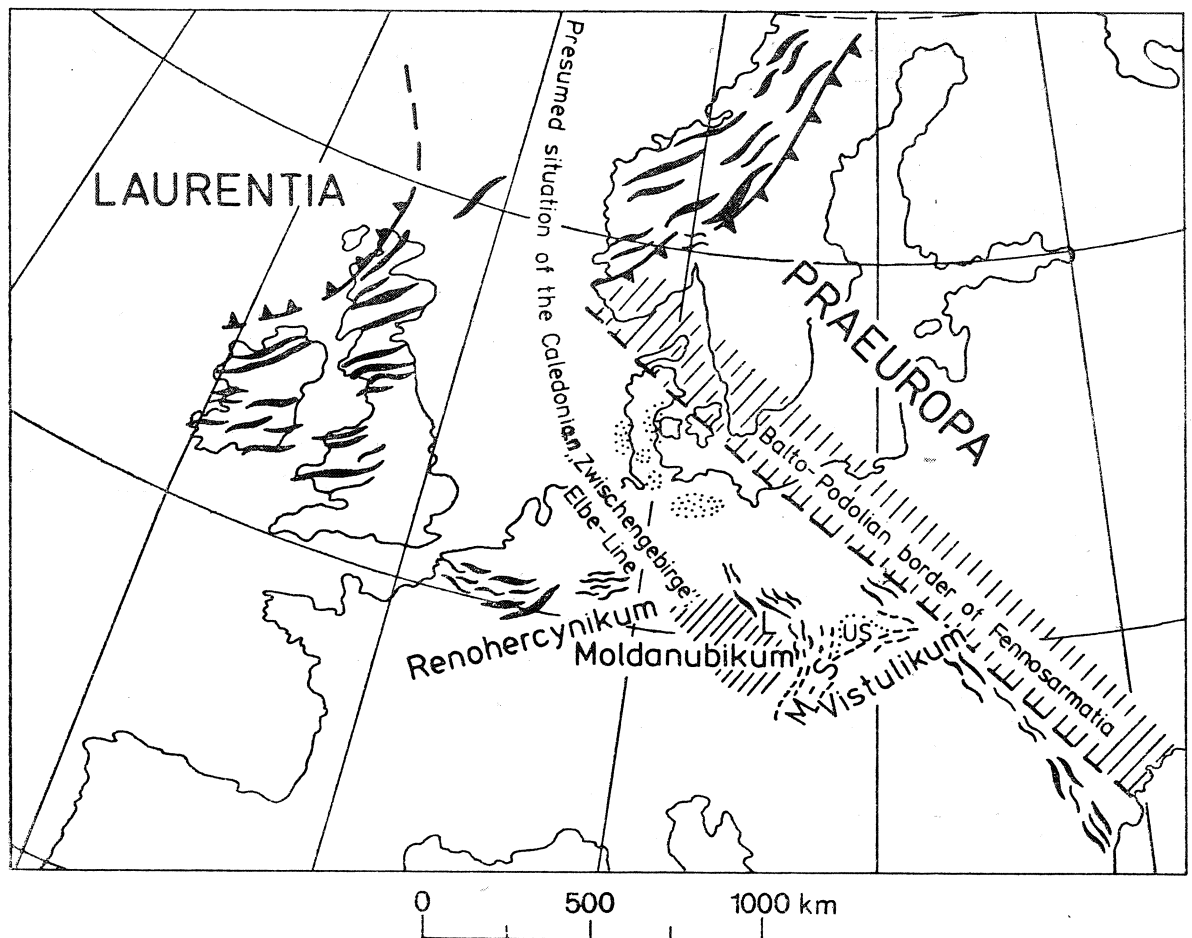 LAURENTIA
Presumed situation of the Caledonian „Zwischengebirge
Elbe-Line
PRAEUROPA
Balto-Podolian border of Fennosarmatia
Renohercynikum
Moldanubikum
L
US
M-S
Vistulikum
0 500 1000 km